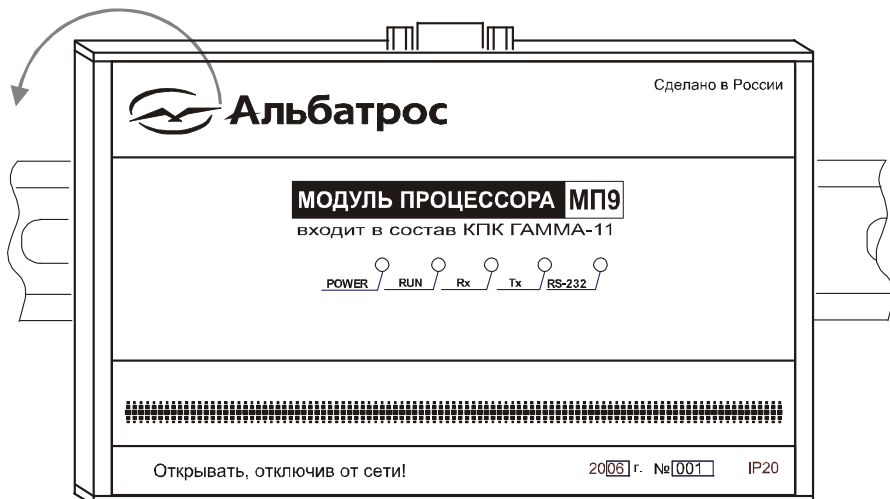 Сделано в России
Альбатрос
МОДУЛЬ ПРОЦЕССОРА МП9
входит в состав КПК ГАММА-11
POWER RUN Rx Tx RS-232
Открывать, отключив от сети! 2006 г. №001 IP20